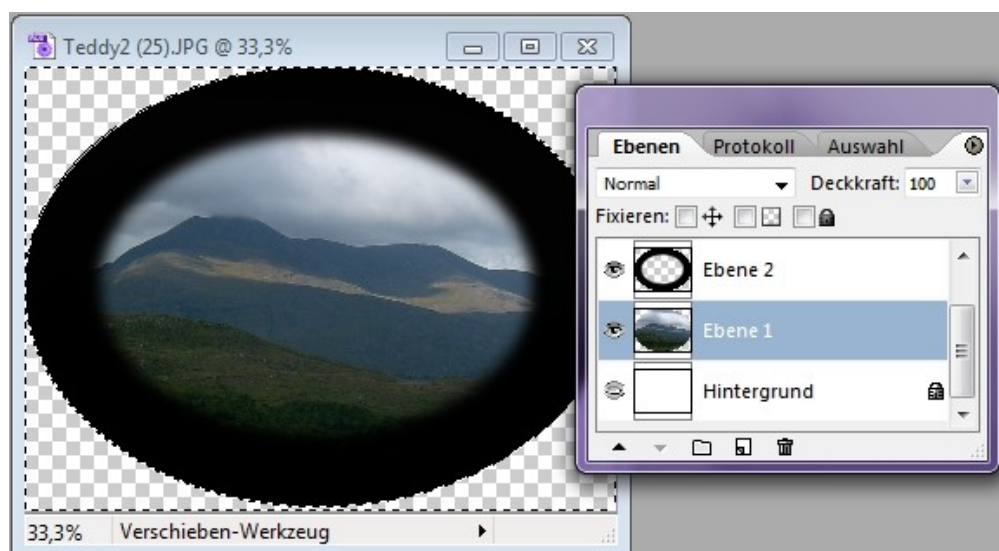 Teddy2 (25).JPG @ 33,3%
33,3% Verschieben-Werkzeug
Ebenen Protokoll Auswahl
Normal Deckkraft: 100
Fixieren:
Ebene 2
Ebene 1
Hintergrund